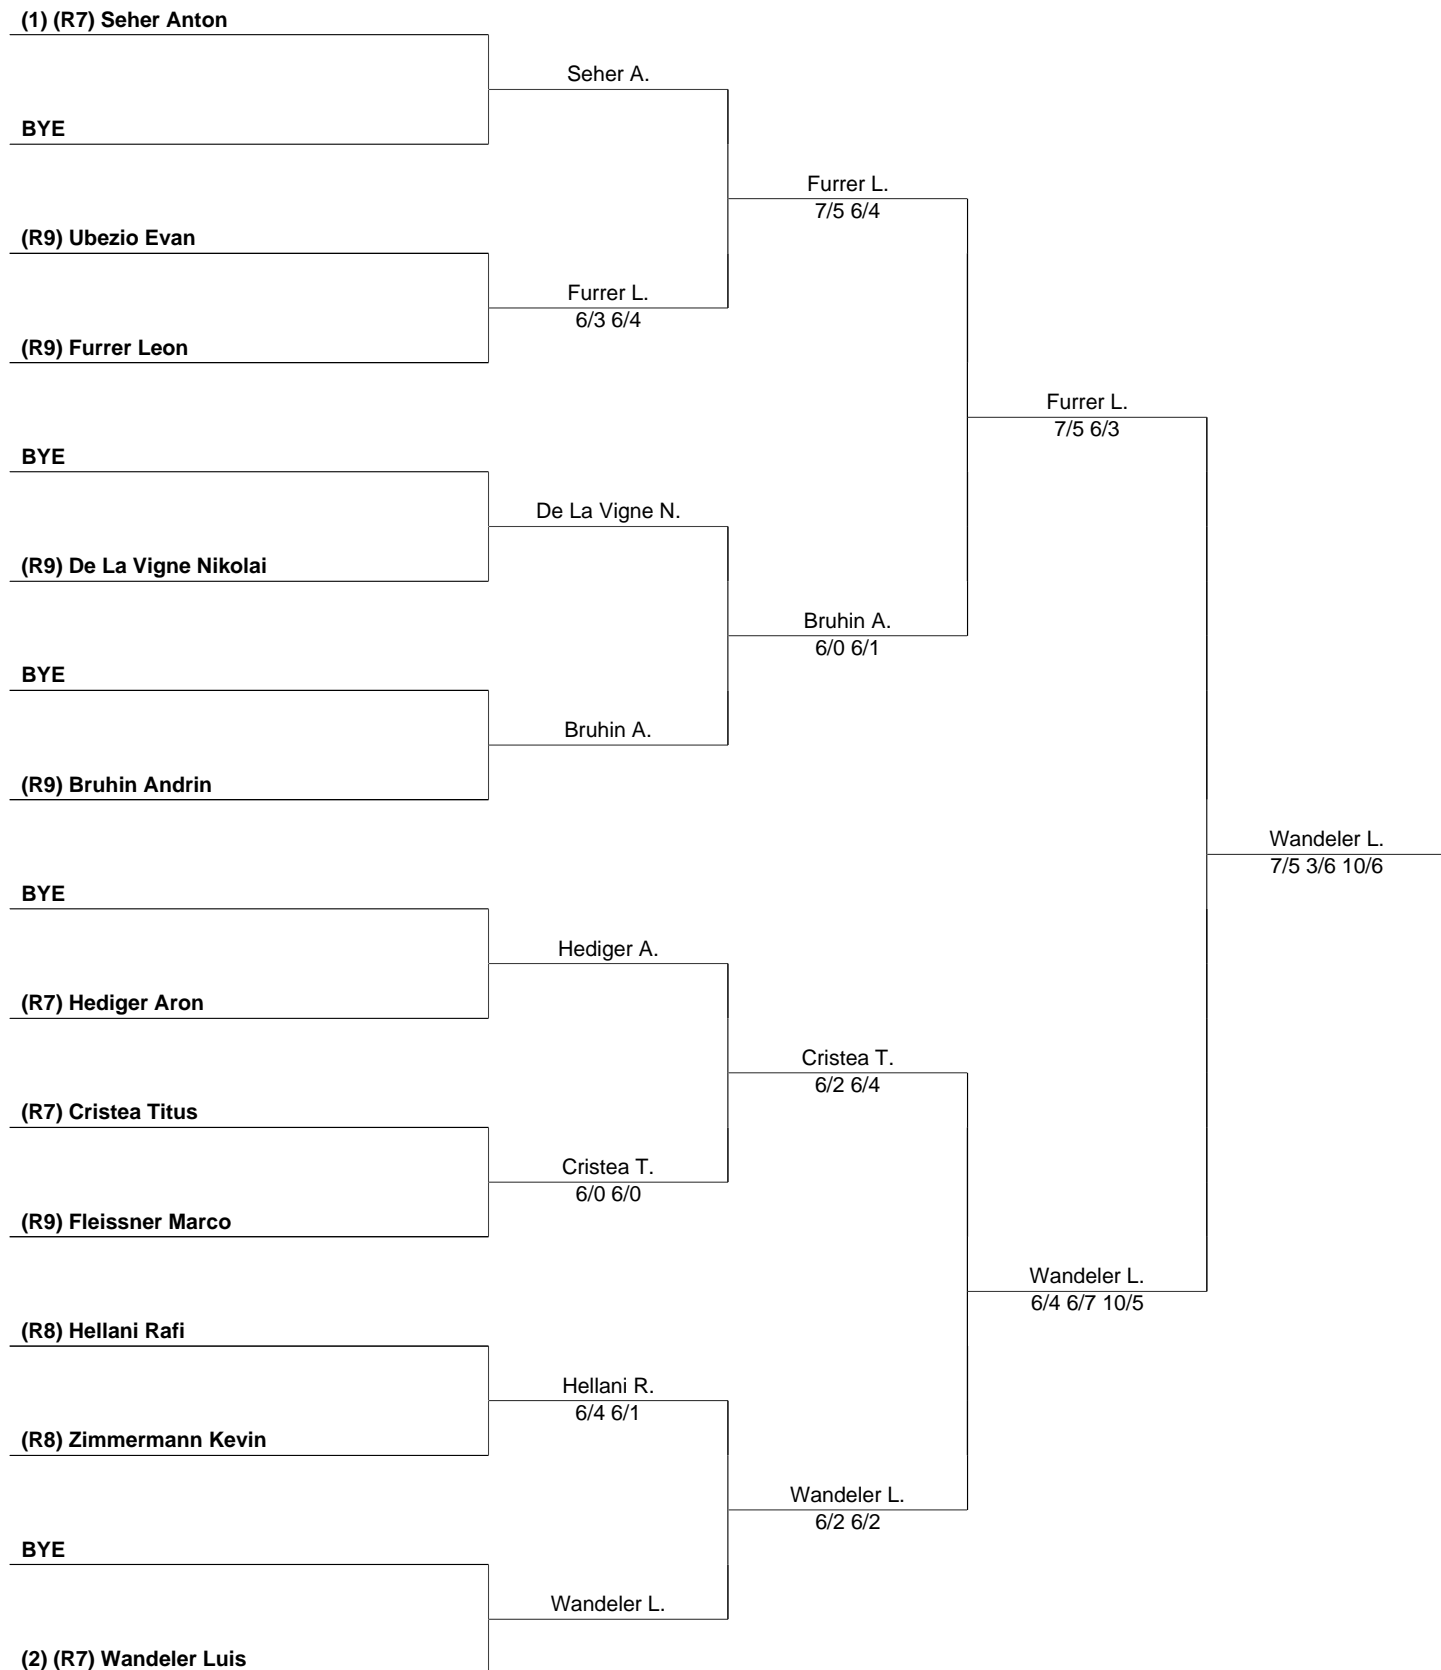 (1) (R7) Seher Anton
Seher A.
BYE
Furrer L.
7/5 6/4
(R9) Ubezio Evan
Furrer L.
6/3 6/4
(R9) Furrer Leon
Furrer L.
7/5 6/3
BYE
De La Vigne N.
(R9) De La Vigne Nikolai
Bruhin A.
6/0 6/1
BYE
Bruhin A.
(R9) Bruhin Andrin
Wandeler L.
7/5 3/6 10/6
BYE
Hediger A.
(R7) Hediger Aron
Cristea T.
6/2 6/4
(R7) Cristea Titus
Cristea T.
6/0 6/0
(R9) Fleissner Marco
Wandeler L.
6/4 6/7 10/5
(R8) Hellani Rafi
Hellani R.
6/4 6/1
(R8) Zimmermann Kevin
Wandeler L.
6/2 6/2
BYE
Wandeler L.
(2) (R7) Wandeler Luis